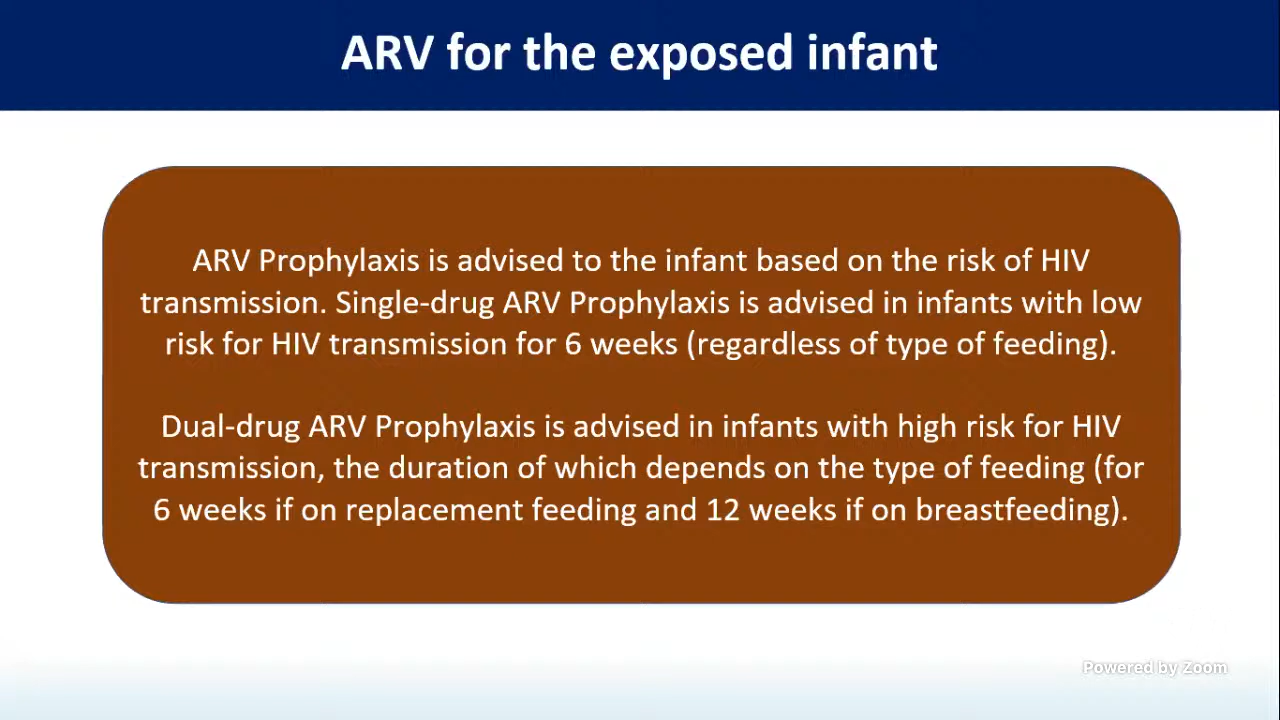 ARV for the exposed infant
ARV Prophylaxis is advised to the infant based on the risk of HIV
transmission. Single-drug ARV Prophylaxis is advised in infants with low
risk for HIV transmission for 6 weeks (regardless of type of feeding).
Dual-drug ARV Prophylaxis is advised in infants with high risk for HIV
transmission, the duration of which depends on the type of feeding (for
6 weeks if on replacement feeding and 12 weeks if on breastfeeding).
Powered by Zoom